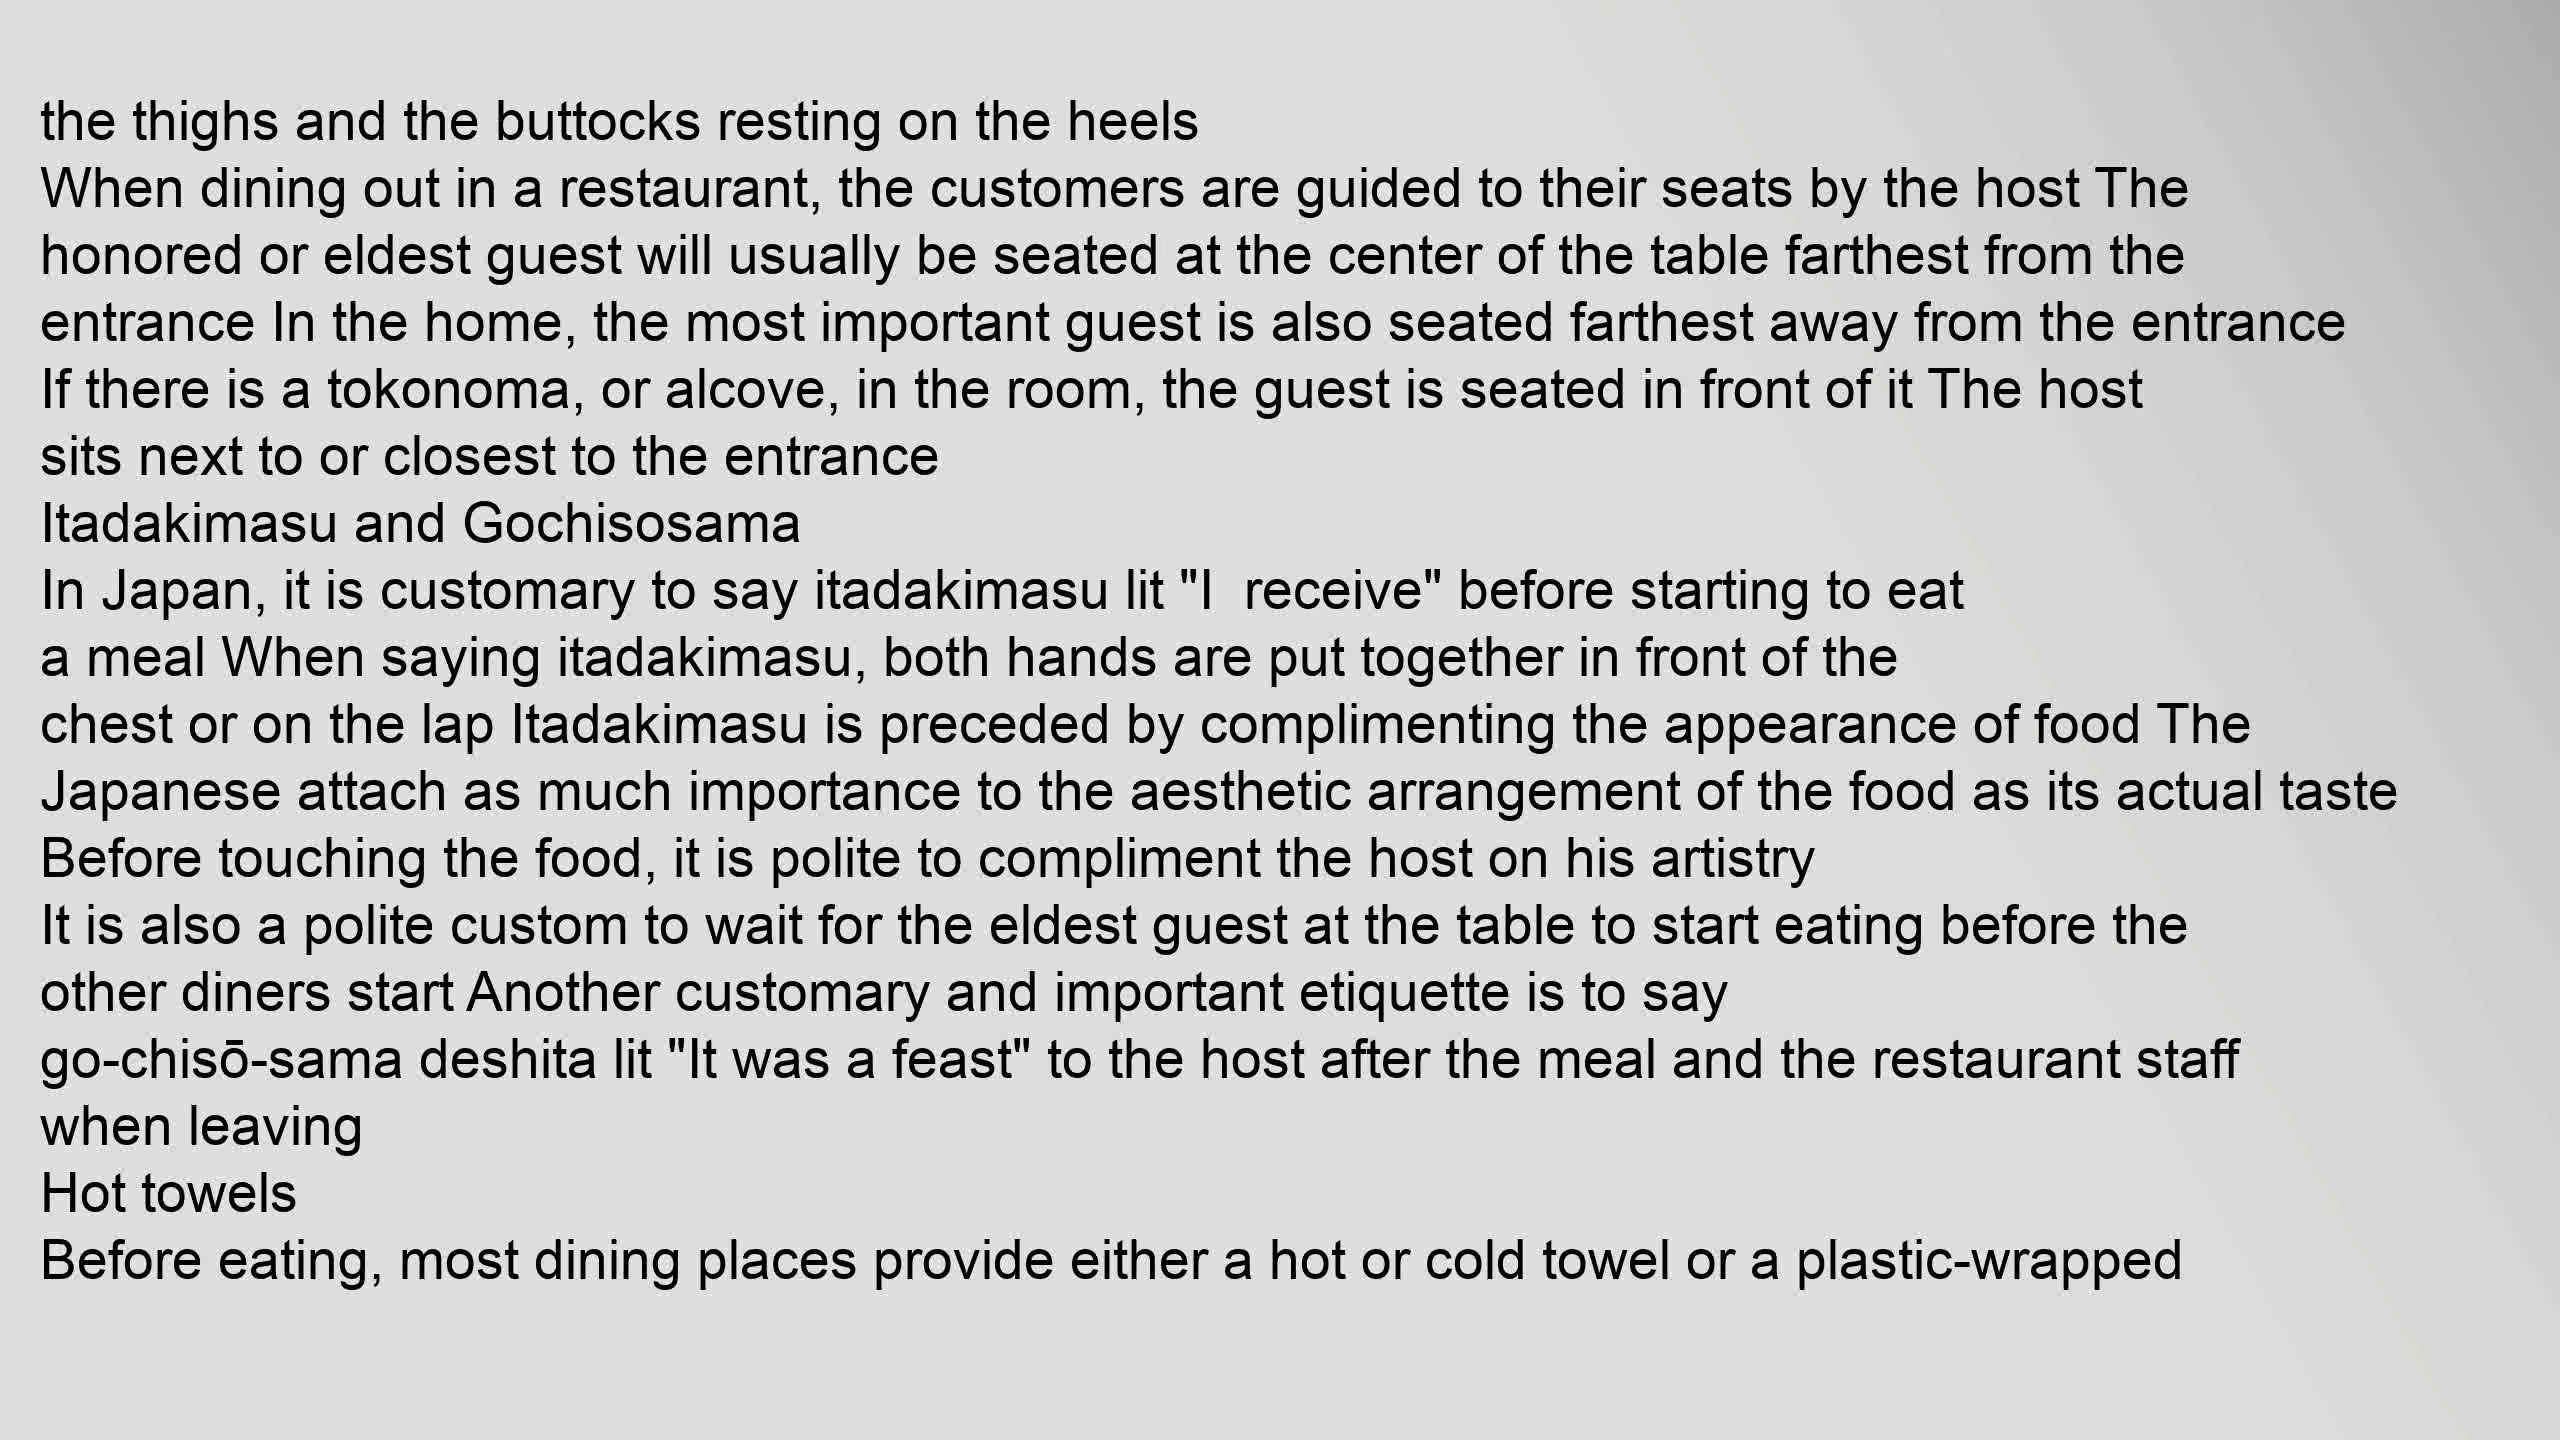 the thighs and the buttocks resting on the heels
When dining out in a restaurant, the customers are guided to their seats by the host The
honored or eldest guest will usually be seated at the center of the table farthest from the
entrance In the home, the most important guest is also seated farthest away from the entrance
If there is a tokonoma, or alcove, in the room, the guest is seated in front of it The host
sits next to or closest to the entrance
Itadakimasu and Gochisosama
In Japan, it is customary to say itadakimasu lit "I  receive" before starting to eat
a meal When saying itadakimasu, both hands are put together in front of the
chest or on the lap Itadakimasu is preceded by complimenting the appearance of food The
Japanese attach as much importance to the aesthetic arrangement of the food as its actual taste
Before touching the food, it is polite to compliment the host on his artistry
It is also a polite custom to wait for the eldest guest at the table to start eating before the
other diners start Another customary and important etiquette is to say
go-chisō-sama deshita lit "It was a feast" to the host after the meal and the restaurant staff
when leaving
Hot towels
Before eating, most dining places provide either a hot or cold towel or a plastic-wrapped